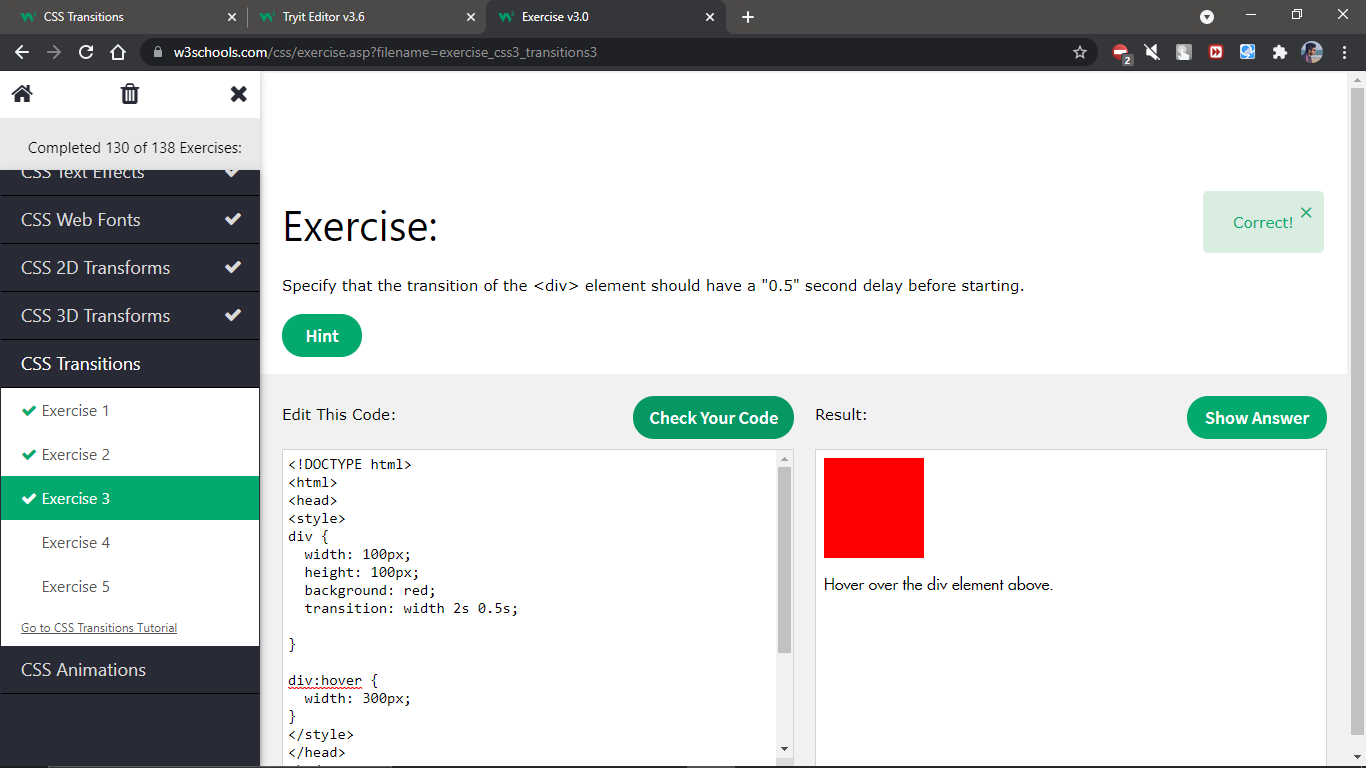 CSS Transitions
Tryit Editor v3.6
Exercise v3.0
w3schools.com/css/exercise.asp?filename=exercise_css3_transitions3
2
Completed 130 of 138 Exercises:
CSS Text Effects
CSS Web Fonts
CSS 2D Transforms
CSS 3D Transforms
CSS Transitions
Exercise 1
Exercise 2
Exercise 3
Exercise 4
Exercise 5
Go to CSS Transitions Tutorial
CSS Animations
Exercise:
Correct!
Specify that the transition of the <div> element should have a "0.5" second delay before starting.
Hint
Edit This Code:
Check Your Code
<!DOCTYPE html>
<html>
<head>
<style>
div {
  width: 100px;
  height: 100px;
  background: red;
  transition: width 2s 0.5s;
}
div:hover {
  width: 300px;
}
</style>
</head>
Result:
Show Answer
Hover over the div element above.